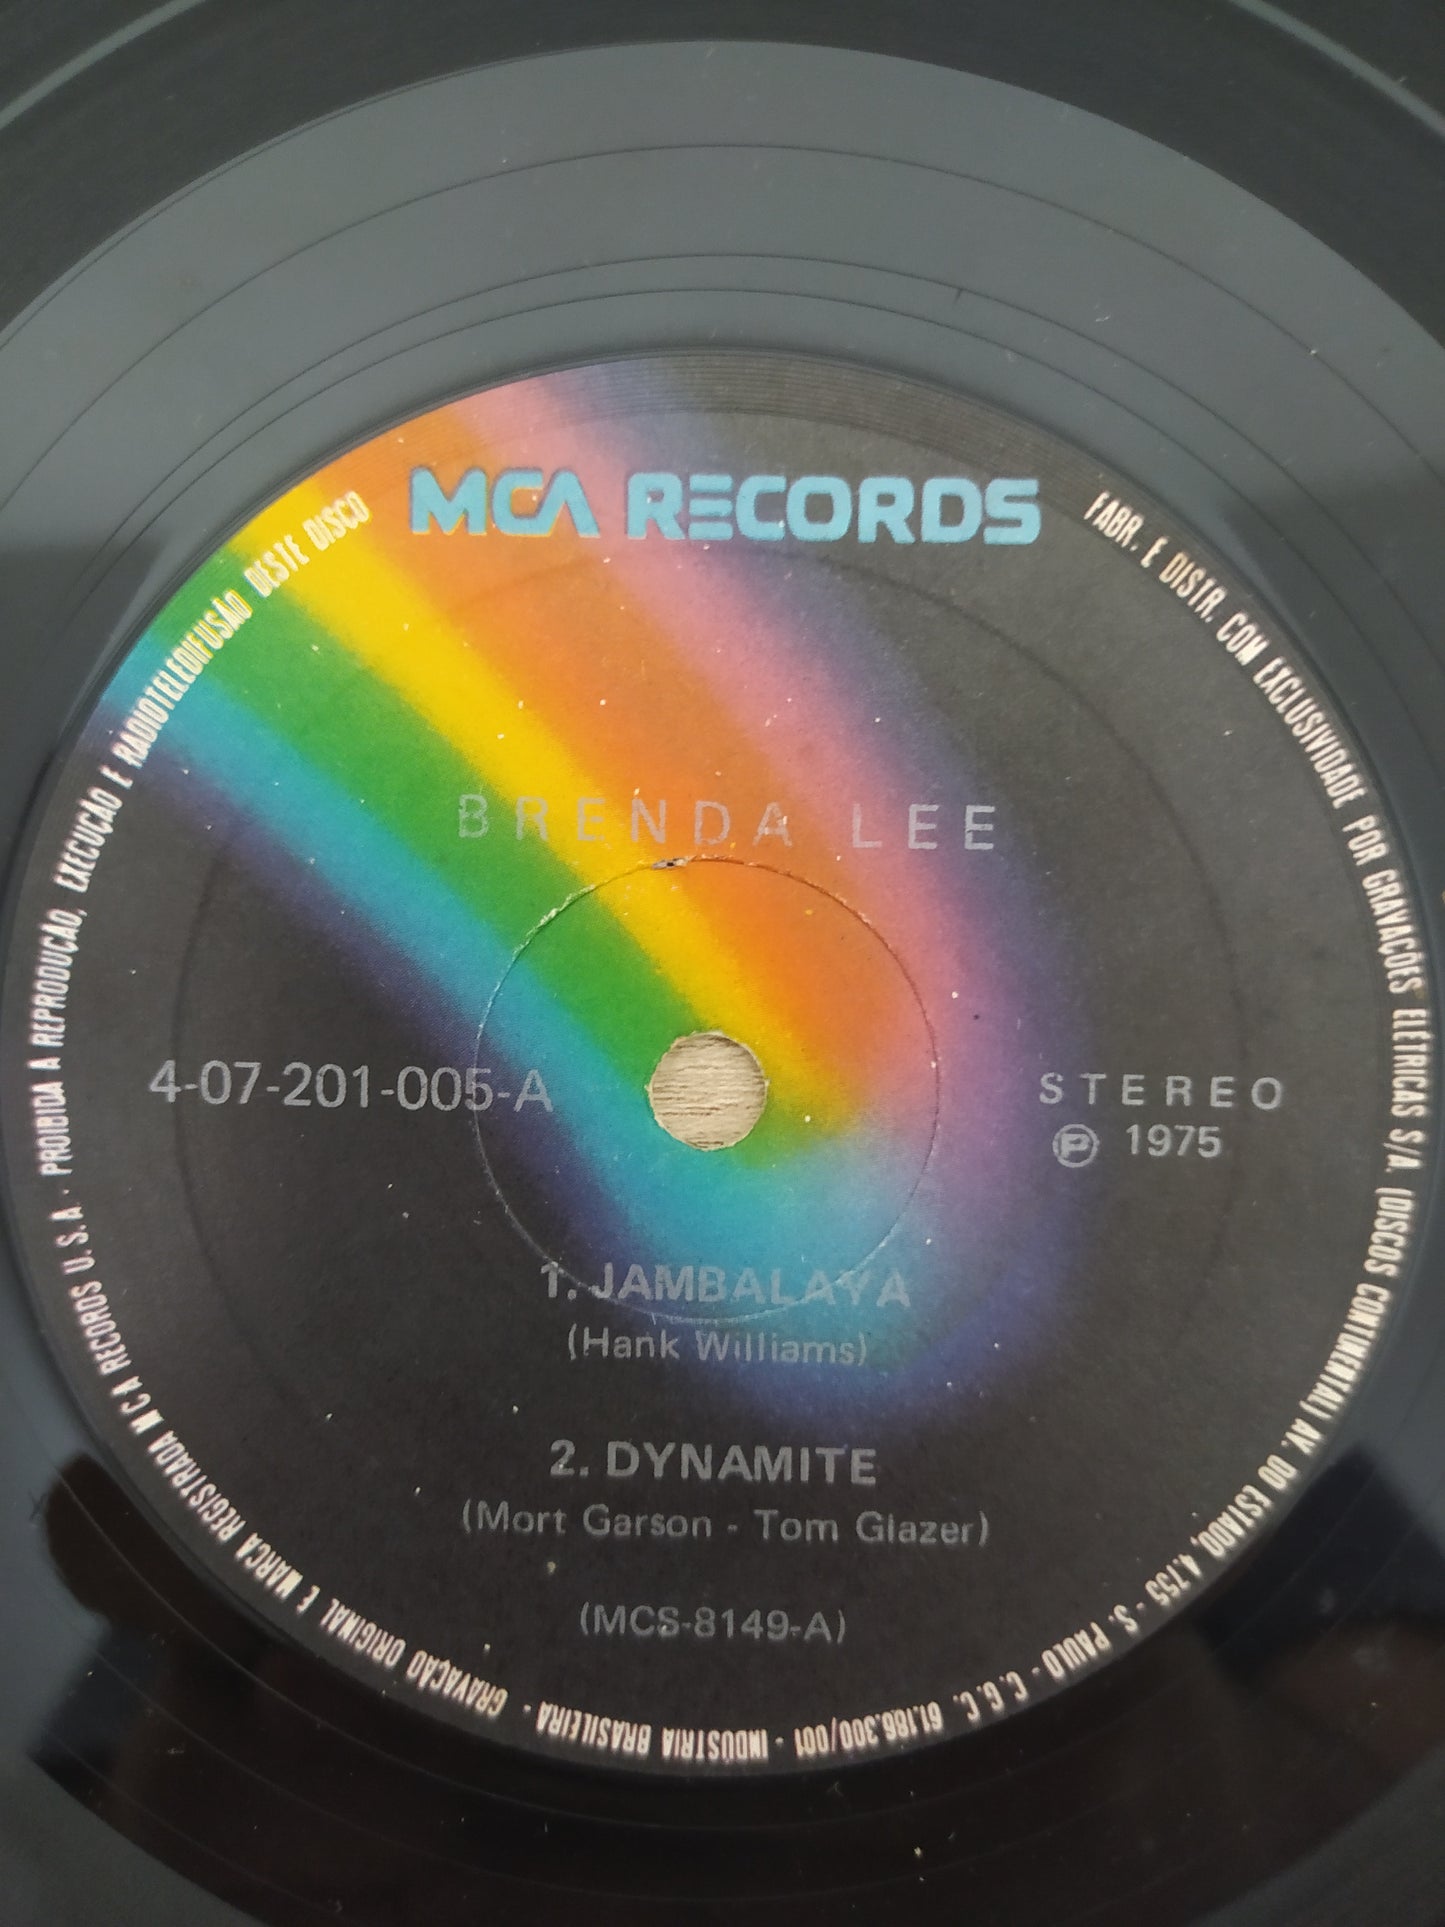 MCA RECORDS
BRENDA LEE
4-07-201-005-A
STEREO
Ⓟ 1975
1. JAMBALAYA
(Hank Williams)
2. DYNAMITE
(Mort Garson - Tom Glazer)
(MCS-8149-A)
FABR. E DISTR. COM EXCLUSIVIDADE POR GRAVAÇÕES ELÉTRICAS S/A. (DISCOS CONTINENTAL) AV. DO ESTADO, 4.755 - S. PAULO - C. G. C. 61.186.300/001 - INDÚSTRIA BRASILEIRA - GRAVAÇÃO ORIGINAL E MARCA REGISTRADA M C A RECORDS U. S. A. - PROIBIDA A REPRODUÇÃO, EXECUÇÃO E RADIOTELEDIFUSÃO DESTE DISCO